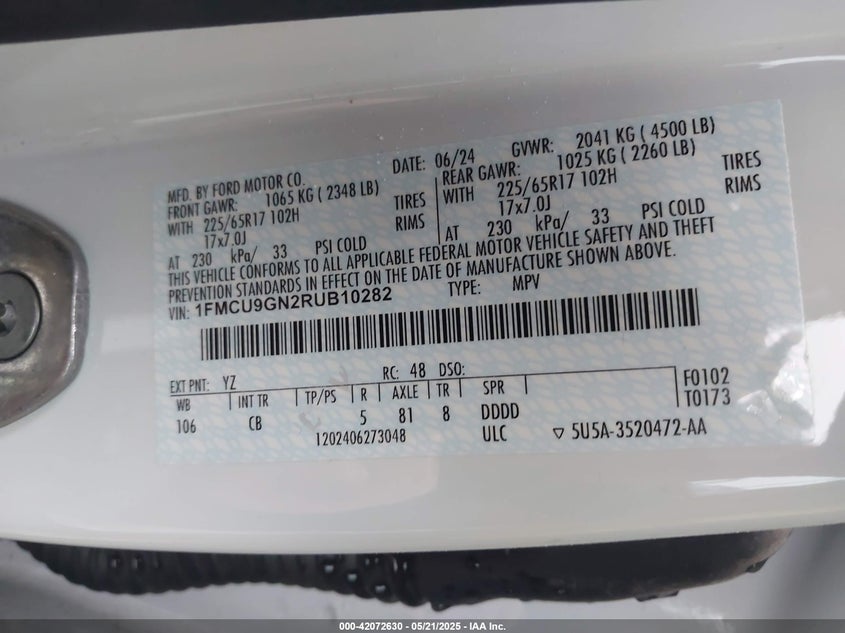 MFD. BY FORD MOTOR CO. DATE: 06/24 GVWR: 2041 KG ( 4500 LB)
FRONT GAWR: 1065 KG ( 2348 LB) REAR GAWR: 1025 KG ( 2260 LB)
WITH 225/65R17 102H TIRES WITH 225/65R17 102H TIRES
17x7.0J RIMS 17x7.0J RIMS
AT 230 kPa/ 33 PSI COLD AT 230 kPa/ 33 PSI COLD
THIS VEHICLE CONFORMS TO ALL APPLICABLE FEDERAL MOTOR VEHICLE SAFETY AND THEFT
PREVENTION STANDARDS IN EFFECT ON THE DATE OF MANUFACTURE SHOWN ABOVE.
VIN: 1FMCU9GN2RUB10282 TYPE: MPV
EXT PNT: YZ RC: 48 DSO: F0102
WB INT TR TP/PS R AXLE TR SPR T0173
106 CB 5 81 8 DDDD
1202406273048 ULC ▽ 5U5A-3520472-AA
000-42072630 - 05/21/2025 - IAA Inc.